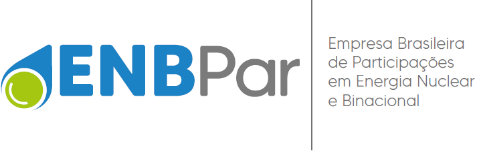 ENBPar
Empresa Brasileira
de Participações
em Energia Nuclear
e Binacional